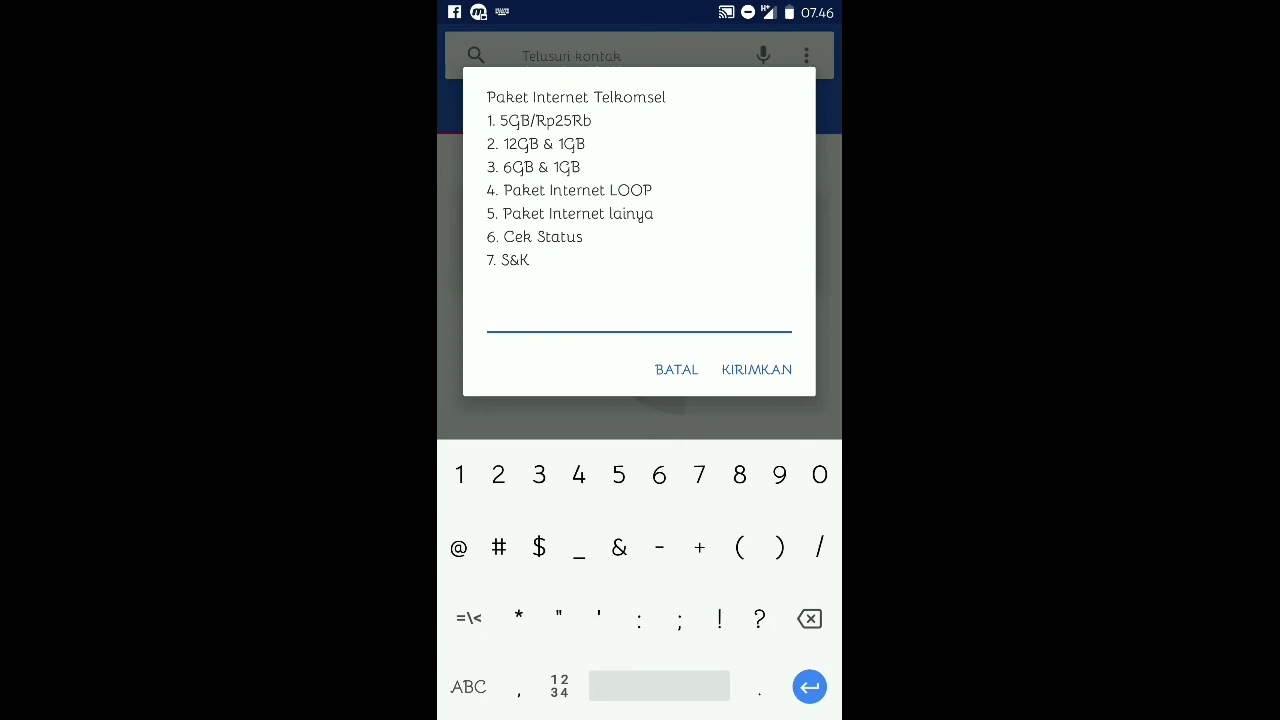 07.46
Telusuri kontak
Paket Internet Telkomsel
1. 5GB/Rp25Rb
2. 12GB & 1GB
3. 6GB & 1GB
4. Paket Internet LOOP
5. Paket Internet lainya
6. Cek Status
7. S&K
BATAL KIRIMKAN
1 2 3 4 5 6 7 8 9 0
@ # $ _ & - + ( ) /
=\< * " ' : ; ! ?
ABC , 12 34 .